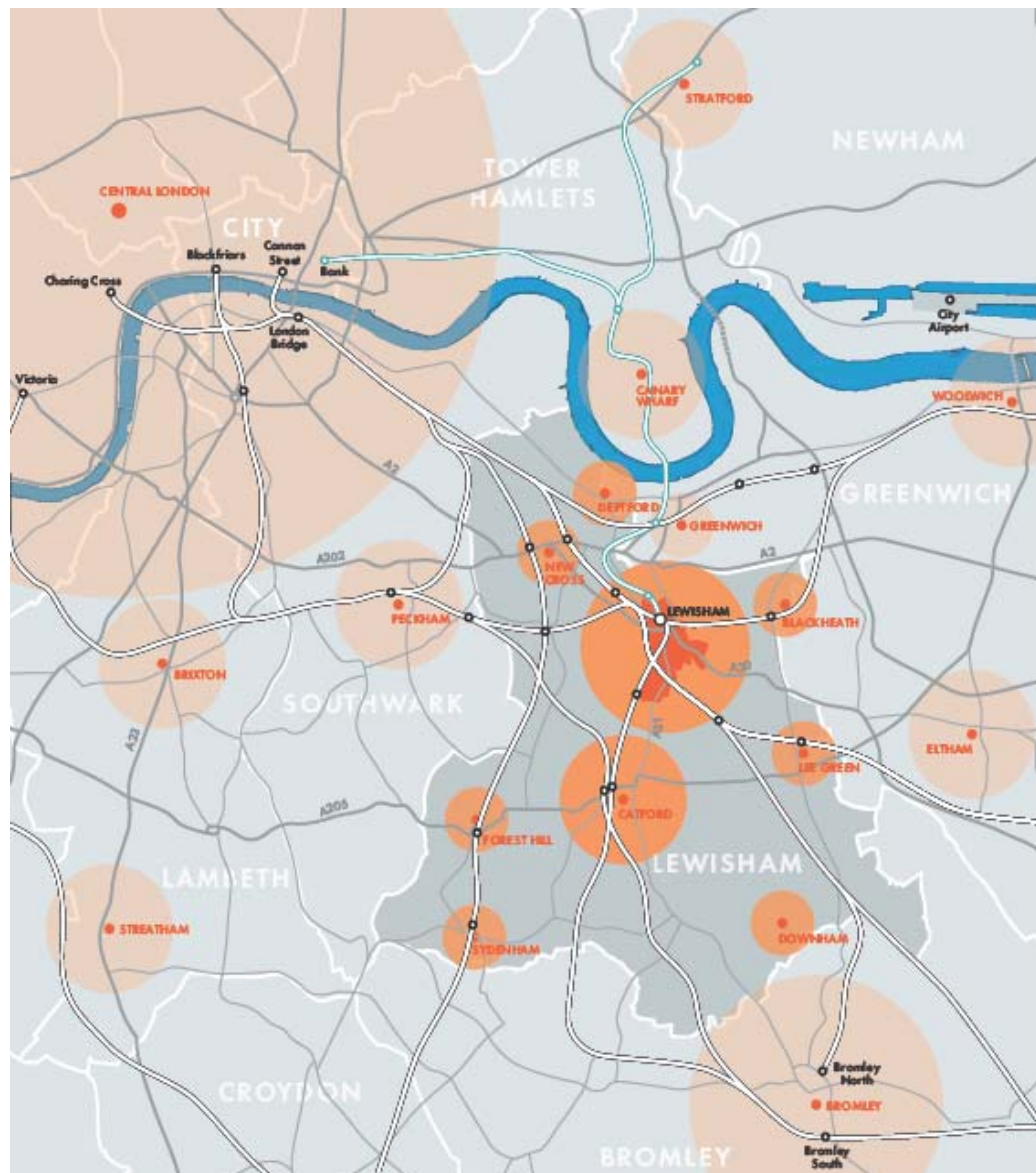 STRATFORD
NEWHAM
TOWER
HAMLETS
CENTRAL LONDON
CITY
Cannon
Street
Blackfriars
Bank
Charing Cross
London
Bridge
City
Airport
Victoria
CANARY
WHARF
WOOLWICH
A2
GREENWICH
DEPTFORD
GREENWICH
A202
A2
NEW
CROSS
PECKHAM
LEWISHAM
BLACKHEATH
BRIXTON
A20
SOUTHWARK
A21
A23
ELTHAM
LEE GREEN
A205
CATFORD
FOREST HILL
LEWISHAM
LAMBETH
STREATHAM
DOWNHAM
SYDENHAM
Bromley
North
CROYDON
BROMLEY
Bromley
South
BROMLEY